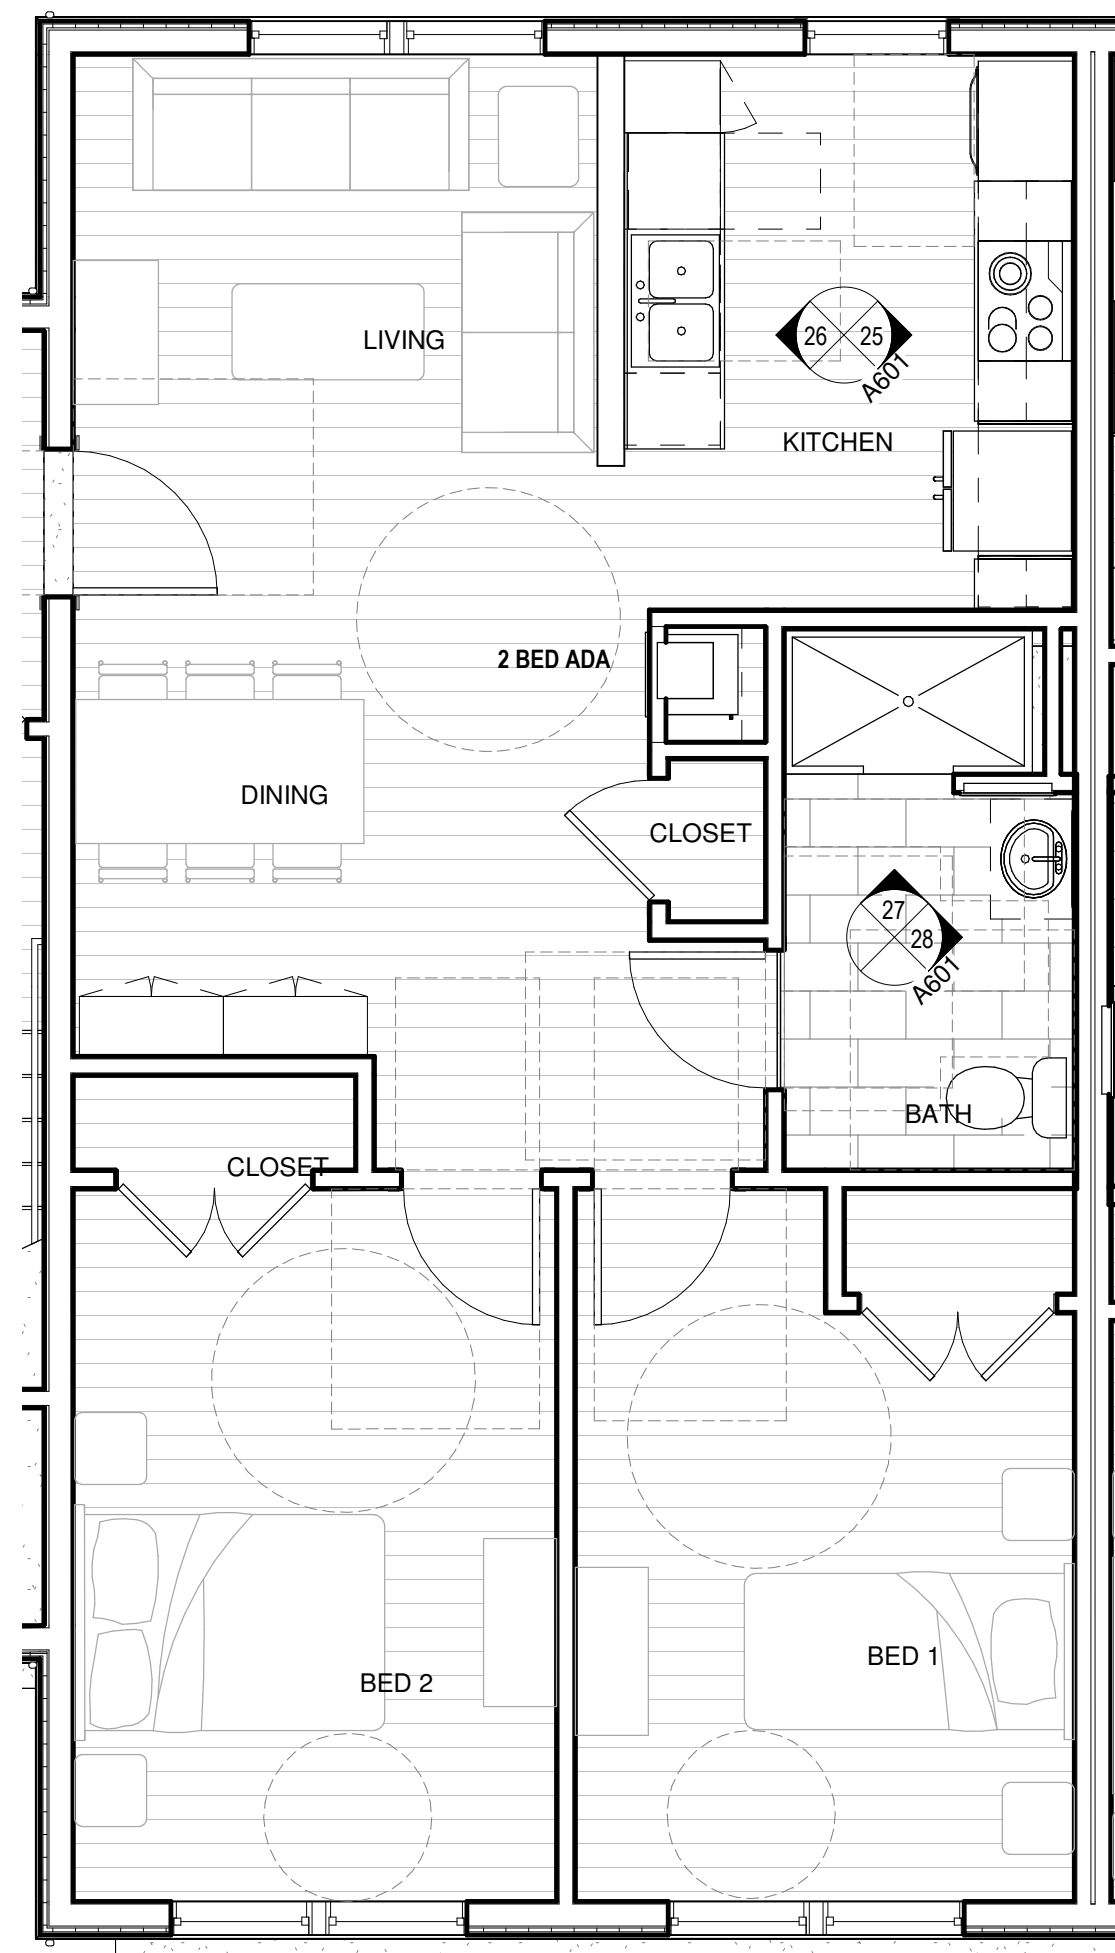 LIVING
26
25
A601
KITCHEN
2 BED ADA
DINING
CLOSET
27
28
A601
BATH
CLOSET
BED 1
BED 2